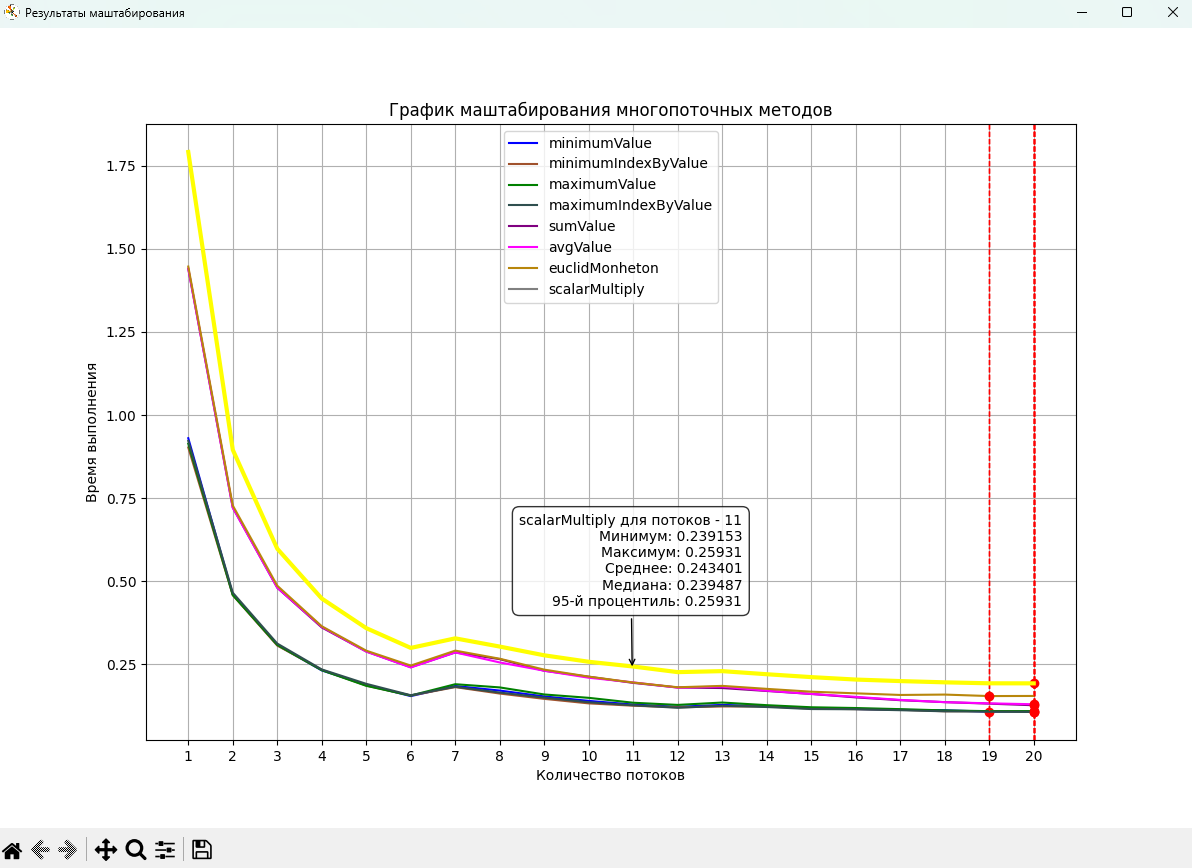 Результаты маштабирования
График маштабирования многопоточных методов
minimumValue
minimumIndexByValue
maximumValue
maximumIndexByValue
sumValue
avgValue
euclidMonheton
scalarMultiply
1.75
1.50
1.25
1.00
0.75
0.50
0.25
Время выполнения
scalarMultiply для потоков - 11
Минимум: 0.239153
Максимум: 0.25931
Среднее: 0.243401
Медиана: 0.239487
95-й процентиль: 0.25931
1 2 3 4 5 6 7 8 9 10 11 12 13 14 15 16 17 18 19 20
Количество потоков